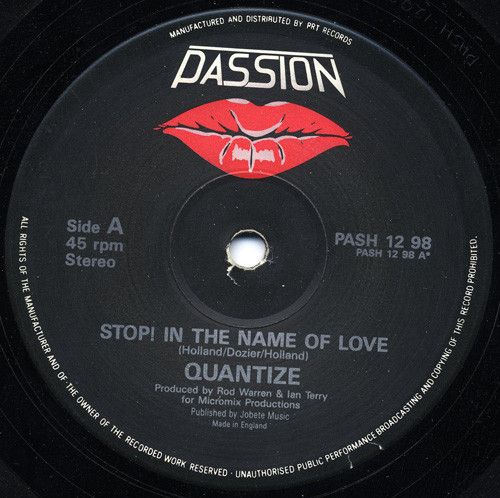 MANUFACTURED AND DISTRIBUTED BY PRT RECORDS
PASSION
Side A
45 rpm
Stereo
PASH 12 98
PASH 12 98 A*
STOP! IN THE NAME OF LOVE
(Holland/Dozier/Holland)
QUANTIZE
Produced by Rod Warren & Ian Terry
for Micromix Productions
Published by Jobete Music
Made in England
ALL RIGHTS OF THE MANUFACTURER AND OF THE OWNER OF THE RECORDED WORK RESERVED · UNAUTHORISED PUBLIC PERFORMANCE BROADCASTING AND COPYING OF THIS RECORD PROHIBITED.